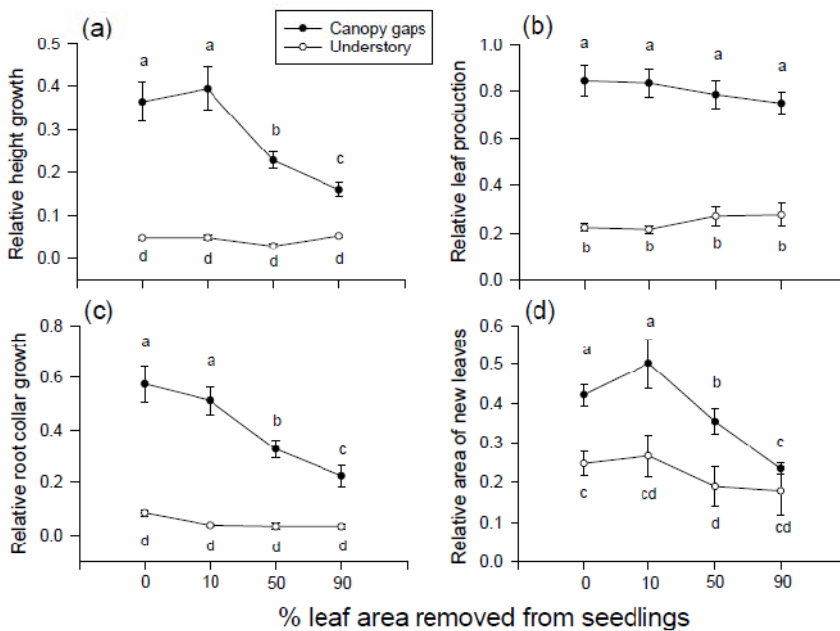 (a)
Canopy gaps
Understory
Relative height growth
0.5
0.4
0.3
0.2
0.1
0.0
a
a
b
c
d
d
d
d
(b)
Relative leaf production
1.0
0.8
0.6
0.4
0.2
0.0
a
a
a
a
b
b
b
b
(c)
Relative root collar growth
0.8
0.6
0.4
0.2
0.0
a
a
b
c
d
d
d
d
0
10
50
90
(d)
Relative area of new leaves
0.6
0.5
0.4
0.3
0.2
0.1
0.0
a
a
b
c
c
cd
d
cd
0
10
50
90
% leaf area removed from seedlings